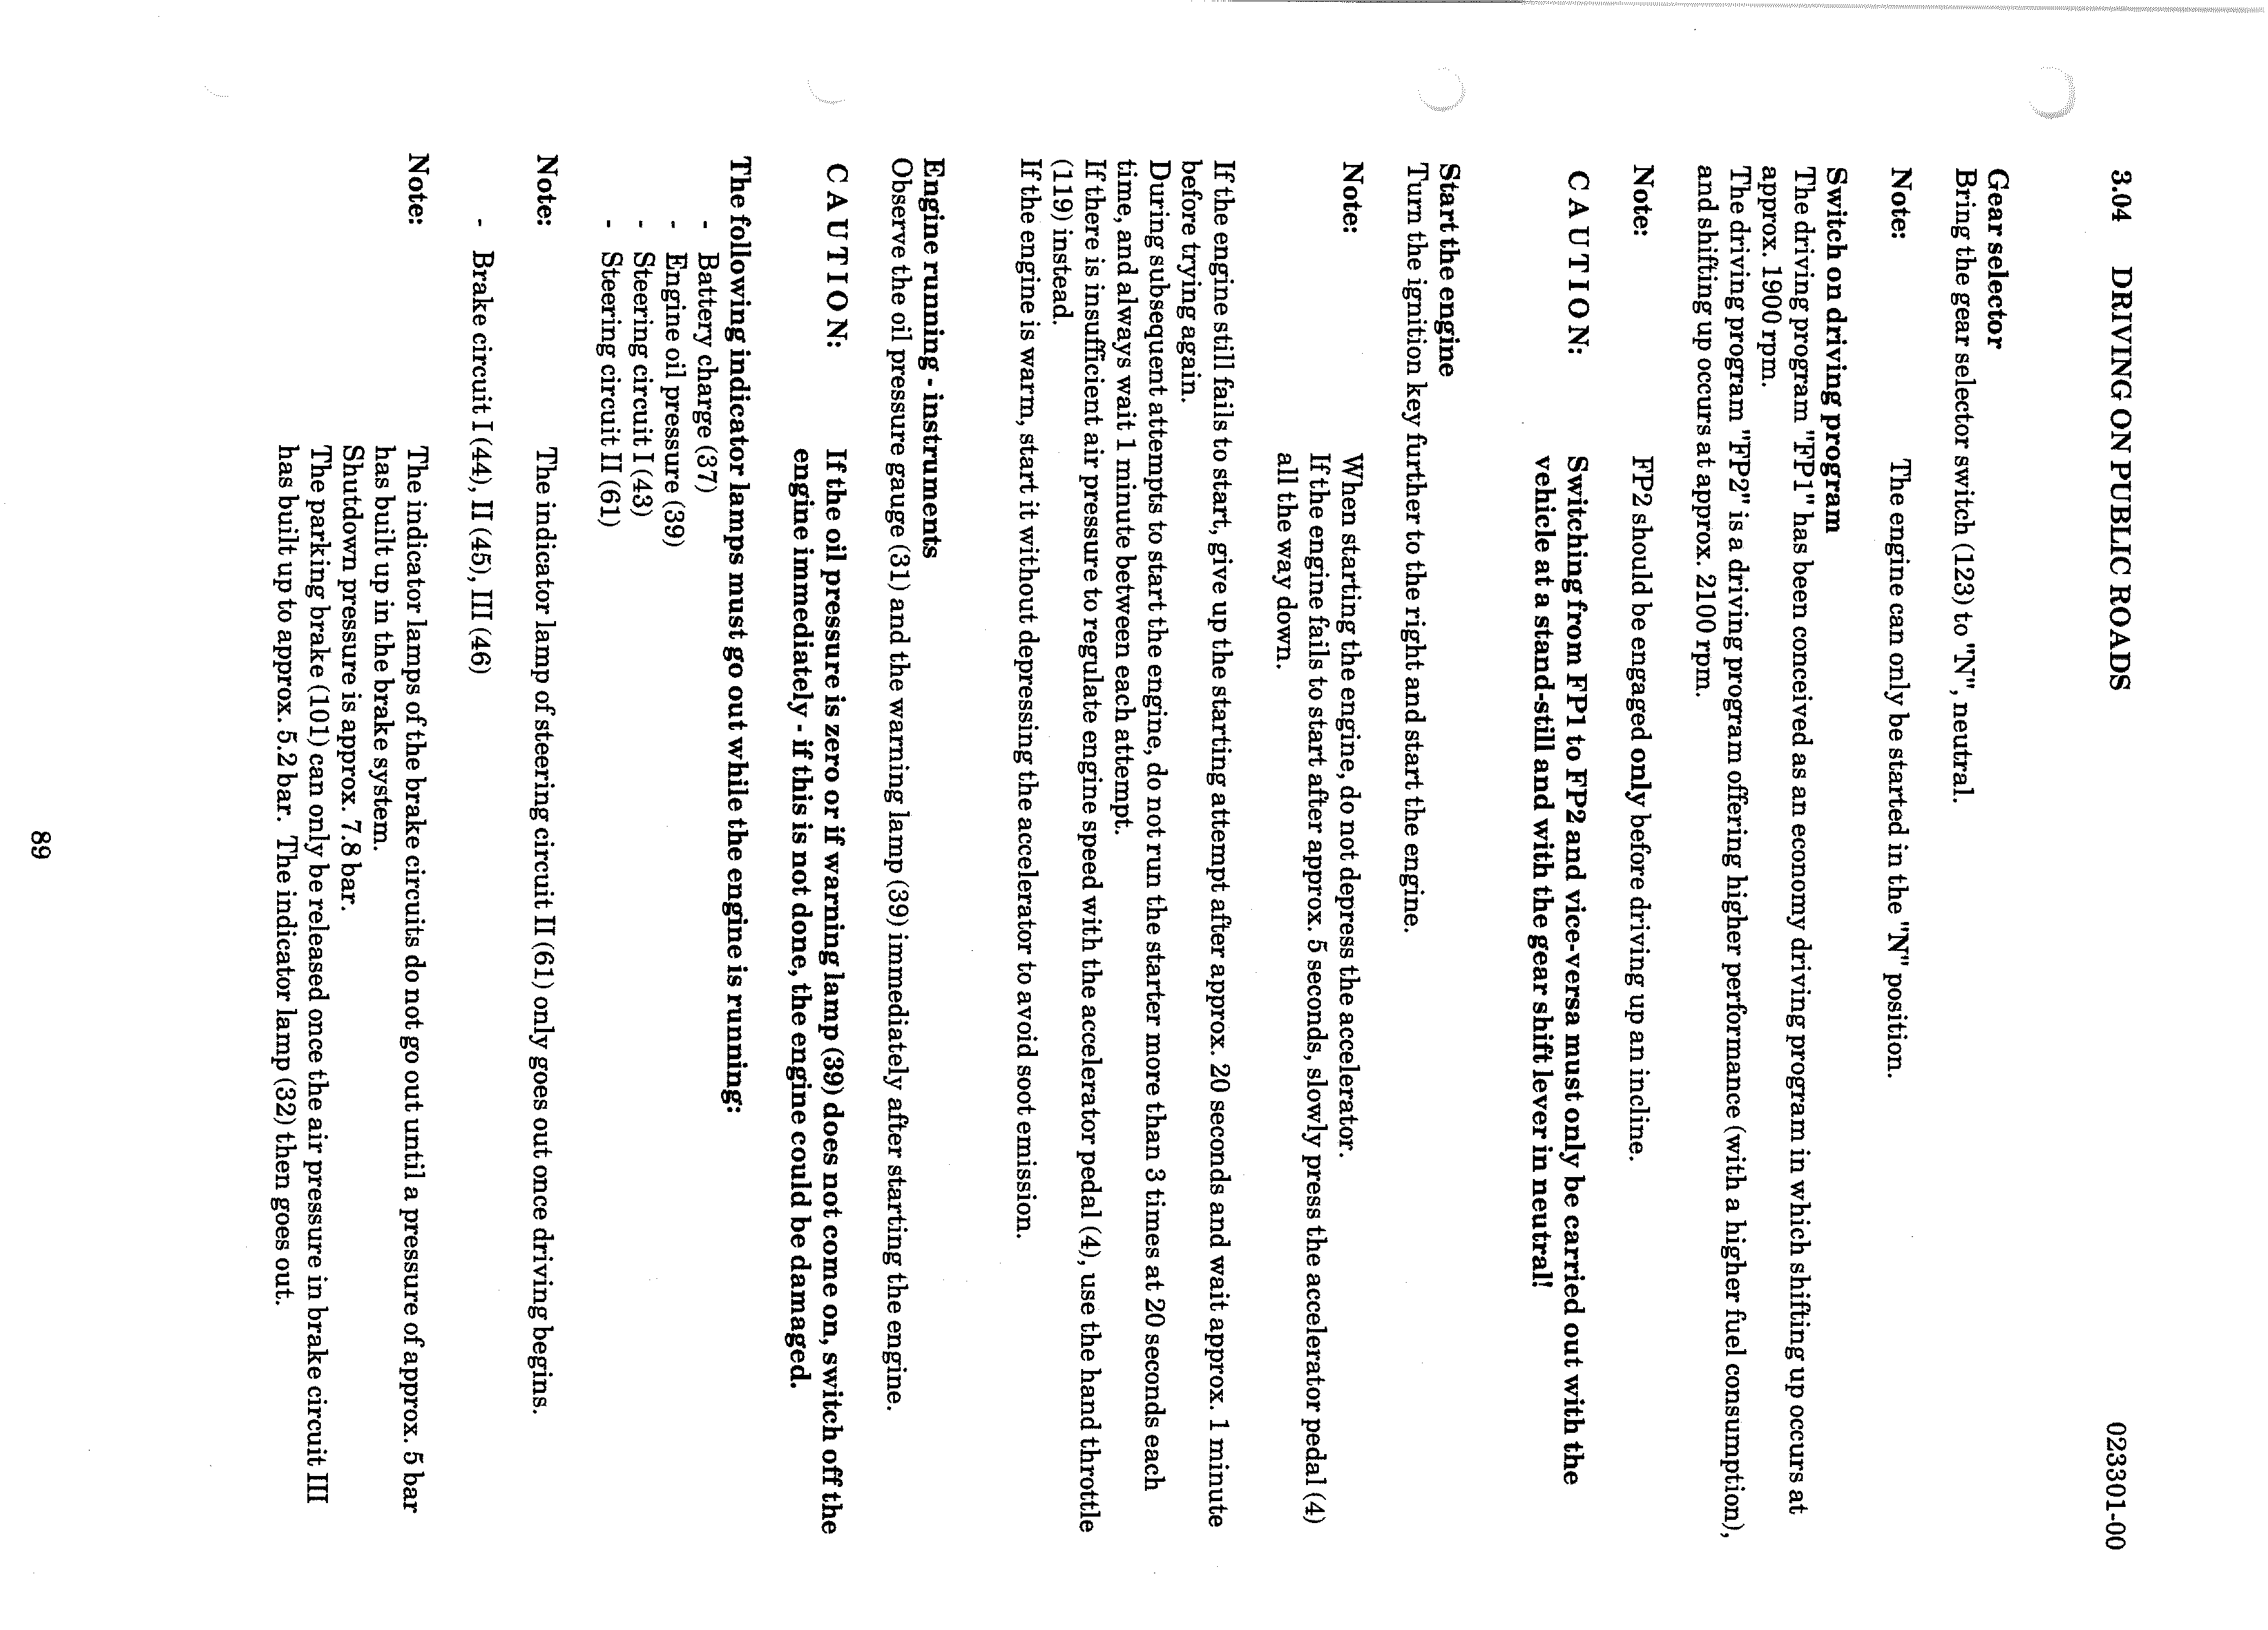 3.04 DRIVING ON PUBLIC ROADS 023301-00
Gear selector
Bring the gear selector switch (123) to "N", neutral.
Note: The engine can only be started in the "N" position.
Switch on driving program
The driving program "FP1" has been conceived as an economy driving program in which shifting up occurs at
approx. 1900 rpm.
The driving program "FP2" is a driving program offering higher performance (with a higher fuel consumption),
and shifting up occurs at approx. 2100 rpm.
Note: FP2 should be engaged only before driving up an incline.
CAUTION: Switching from FP1 to FP2 and vice-versa must only be carried out with the
vehicle at a stand-still and with the gear shift lever in neutral!
Start the engine
Turn the ignition key further to the right and start the engine.
Note: When starting the engine, do not depress the accelerator.
If the engine fails to start after approx. 5 seconds, slowly press the accelerator pedal (4)
all the way down.
If the engine still fails to start, give up the starting attempt after approx. 20 seconds and wait approx. 1 minute
before trying again.
During subsequent attempts to start the engine, do not run the starter more than 3 times at 20 seconds each
time, and always wait 1 minute between each attempt.
If there is insufficient air pressure to regulate engine speed with the accelerator pedal (4), use the hand throttle
(119) instead.
If the engine is warm, start it without depressing the accelerator to avoid soot emission.
Engine running - instruments
Observe the oil pressure gauge (31) and the warning lamp (39) immediately after starting the engine.
CAUTION: If the oil pressure is zero or if warning lamp (39) does not come on, switch off the
engine immediately - if this is not done, the engine could be damaged.
The following indicator lamps must go out while the engine is running:
- Battery charge (37)
- Engine oil pressure (39)
- Steering circuit I (43)
- Steering circuit II (61)
Note: The indicator lamp of steering circuit II (61) only goes out once driving begins.
- Brake circuit I (44), II (45), III (46)
Note: The indicator lamps of the brake circuits do not go out until a pressure of approx. 5 bar
has built up in the brake system.
Shutdown pressure is approx. 7.8 bar.
The parking brake (101) can only be released once the air pressure in brake circuit III
has built up to approx. 5.2 bar. The indicator lamp (32) then goes out.
89